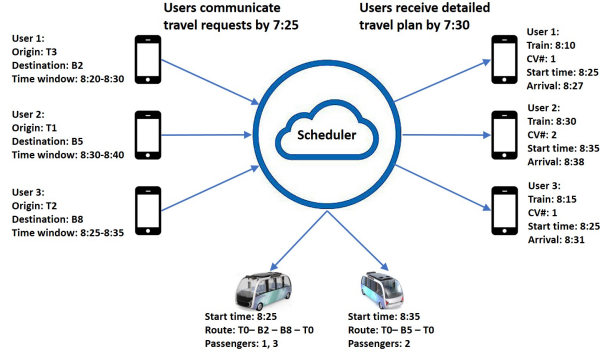 Users communicate
travel requests by 7:25
Users receive detailed
travel plan by 7:30
User 1:
Origin: T3
Destination: B2
Time window: 8:20-8:30
User 2:
Origin: T1
Destination: B5
Time window: 8:30-8:40
User 3:
Origin: T2
Destination: B8
Time window: 8:25-8:35
Scheduler
User 1:
Train: 8:10
CV#: 1
Start time: 8:25
Arrival: 8:27
User 2:
Train: 8:30
CV#: 2
Start time: 8:35
Arrival: 8:38
User 3:
Train: 8:15
CV#: 1
Start time: 8:25
Arrival: 8:31
Start time: 8:25
Route: T0– B2 – B8 – T0
Passengers: 1, 3
Start time: 8:35
Route: T0– B5 – T0
Passengers: 2